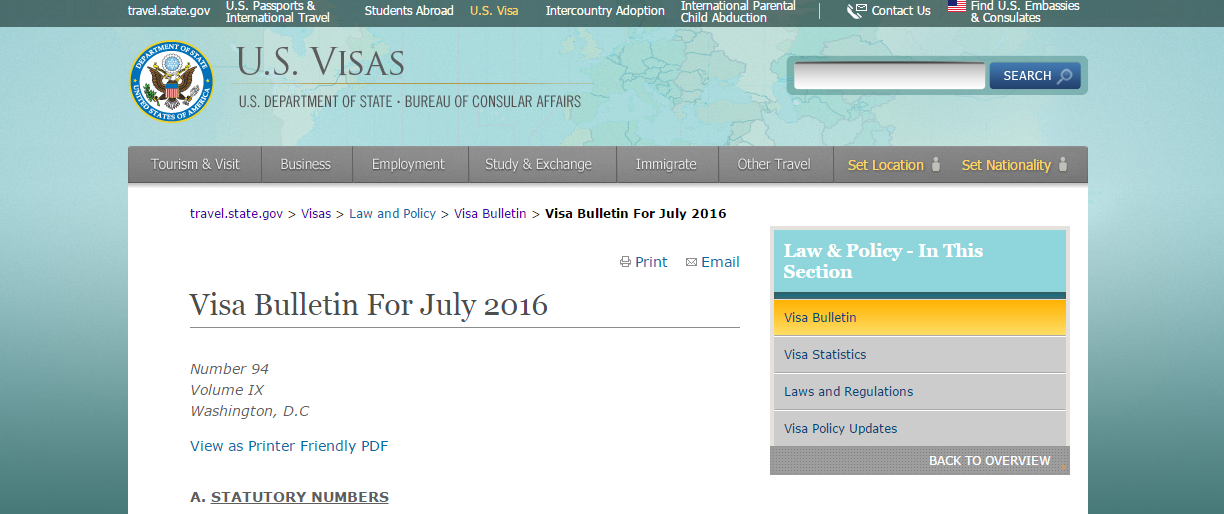 travel.state.gov
U.S. Passports &
International Travel
Students Abroad
U.S. Visa
Intercountry Adoption
International Parental
Child Abduction
Contact Us
Find U.S. Embassies
& Consulates
DEPARTMENT OF STATE
UNITED STATES OF AMERICA
U.S. VISAS
U.S. DEPARTMENT OF STATE • BUREAU OF CONSULAR AFFAIRS
SEARCH
Tourism & Visit
Business
Employment
Study & Exchange
Immigrate
Other Travel
Set Location
Set Nationality
travel.state.gov > Visas > Law and Policy > Visa Bulletin > Visa Bulletin For July 2016
Print
Email
Visa Bulletin For July 2016
Number 94
Volume IX
Washington, D.C
View as Printer Friendly PDF
A. STATUTORY NUMBERS
Law & Policy - In This
Section
Visa Bulletin
Visa Statistics
Laws and Regulations
Visa Policy Updates
BACK TO OVERVIEW